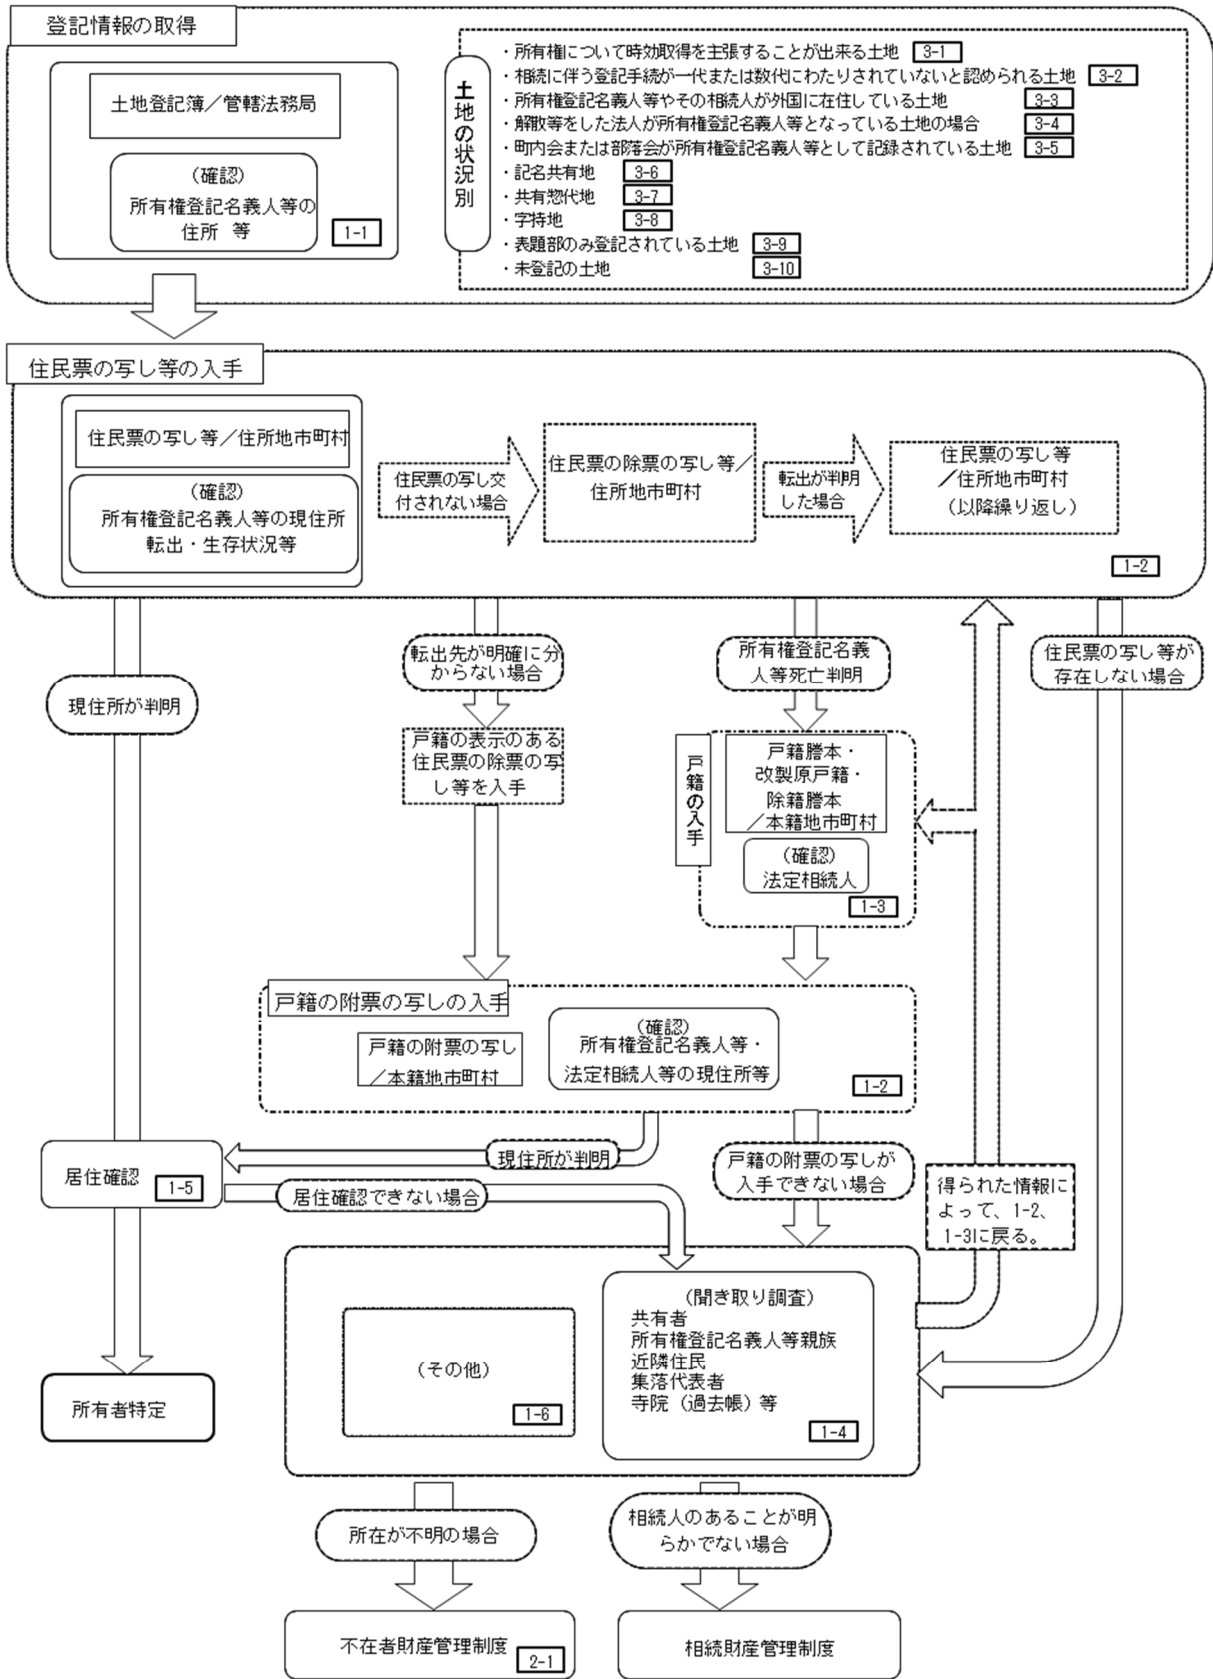 登記情報の取得
土地登記簿／管轄法務局
（確認）
所有権登記名義人等の
住所 等
1-1
土地の状況別
・所有権について時効取得を主張することが出来る土地 3-1
・相続に伴う登記手続が一代または数代にわたりされていないと認められる土地 3-2
・所有権登記名義人等やその相続人が外国に在住している土地 3-3
・解散等をした法人が所有権登記名義人等となっている土地の場合 3-4
・町内会または部落会が所有権登記名義人等として記録されている土地 3-5
・記名共有地 3-6
・共有惣代地 3-7
・字持地 3-8
・表題部のみ登記されている土地 3-9
・未登記の土地 3-10
住民票の写し等の入手
住民票の写し等／住所地市町村
（確認）
所有権登記名義人等の現住所
転出・生存状況等
住民票の写し交
付されない場合
住民票の除票の写し等／
住所地市町村
転出が判明
した場合
住民票の写し等
／住所地市町村
（以降繰り返し）
1-2
現住所が判明
転出先が明確に分
からない場合
所有権登記名義
人等死亡判明
住民票の写し等が
存在しない場合
戸籍の表示のある
住民票の除票の写
し等を入手
戸籍の入手
戸籍謄本・
改製原戸籍・
除籍謄本
／本籍地市町村
（確認）
法定相続人
1-3
戸籍の附票の写しの入手
戸籍の附票の写し
／本籍地市町村
（確認）
所有権登記名義人等・
法定相続人等の現住所等
1-2
現住所が判明
戸籍の附票の写しが
入手できない場合
居住確認
1-5
居住確認できない場合
得られた情報に
よって、1-2、
1-3に戻る。
（その他）
1-6
（聞き取り調査）
共有者
所有権登記名義人等親族
近隣住民
集落代表者
寺院（過去帳）等
1-4
所有者特定
所在が不明の場合
相続人のあることが明
らかでない場合
不在者財産管理制度
2-1
相続財産管理制度